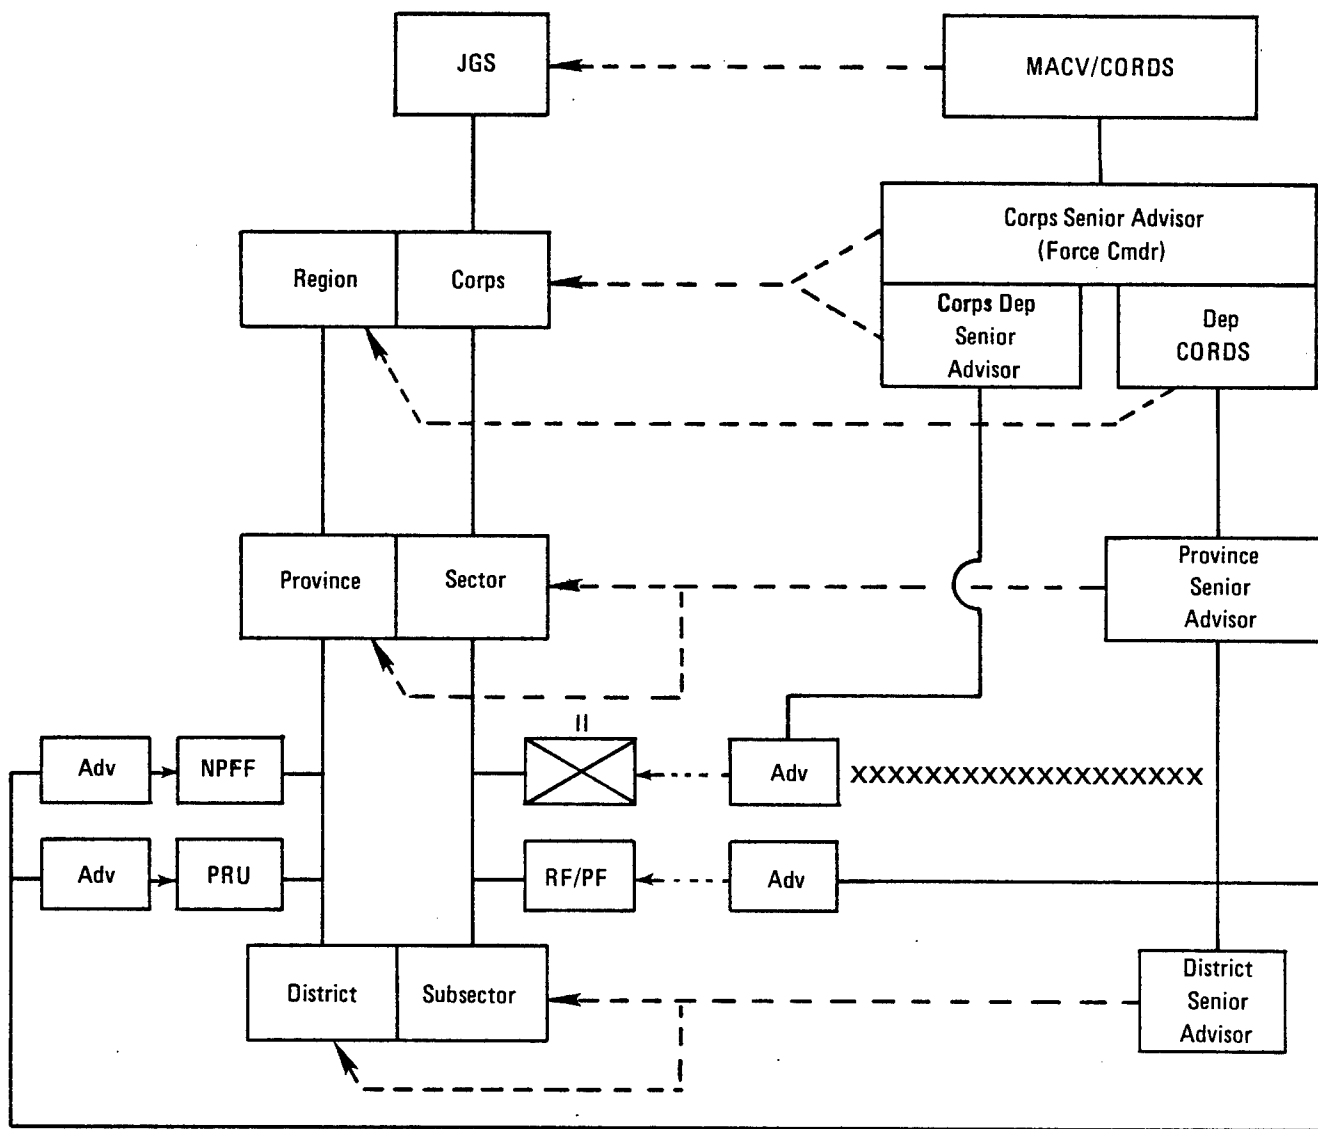 JGS
MACV/CORDS
Corps Senior Advisor
(Force Cmdr)
Region
Corps
Corps Dep
Senior
Advisor
Dep
CORDS
Province
Sector
Province
Senior
Advisor
II
Adv
NPFF
Adv
XXXXXXXXXXXXXXXXXXX
Adv
PRU
RF/PF
Adv
District
Subsector
District
Senior
Advisor